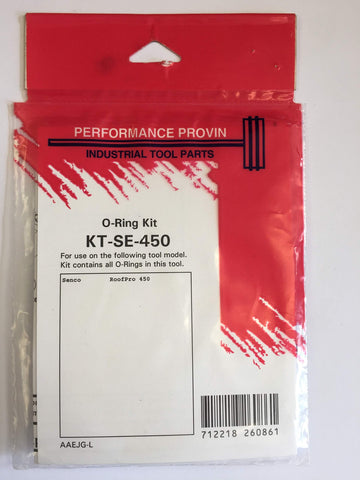 PERFORMANCE PROVIN
INDUSTRIAL TOOL PARTS
O-Ring Kit
KT-SE-450
For use on the following tool model.
Kit contains all O-Rings in this tool.
Senco RoofPro 450
712218 260861
AAEJG-L